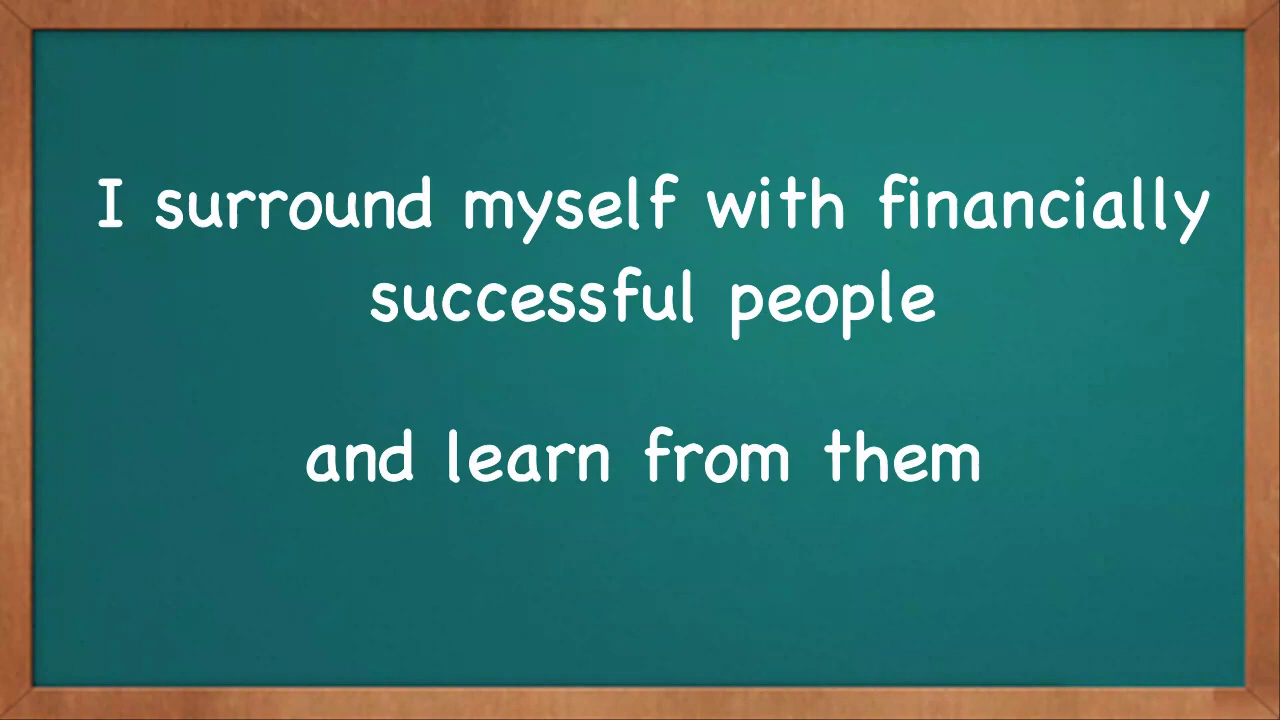 I surround myself with financially
successful people
and learn from them